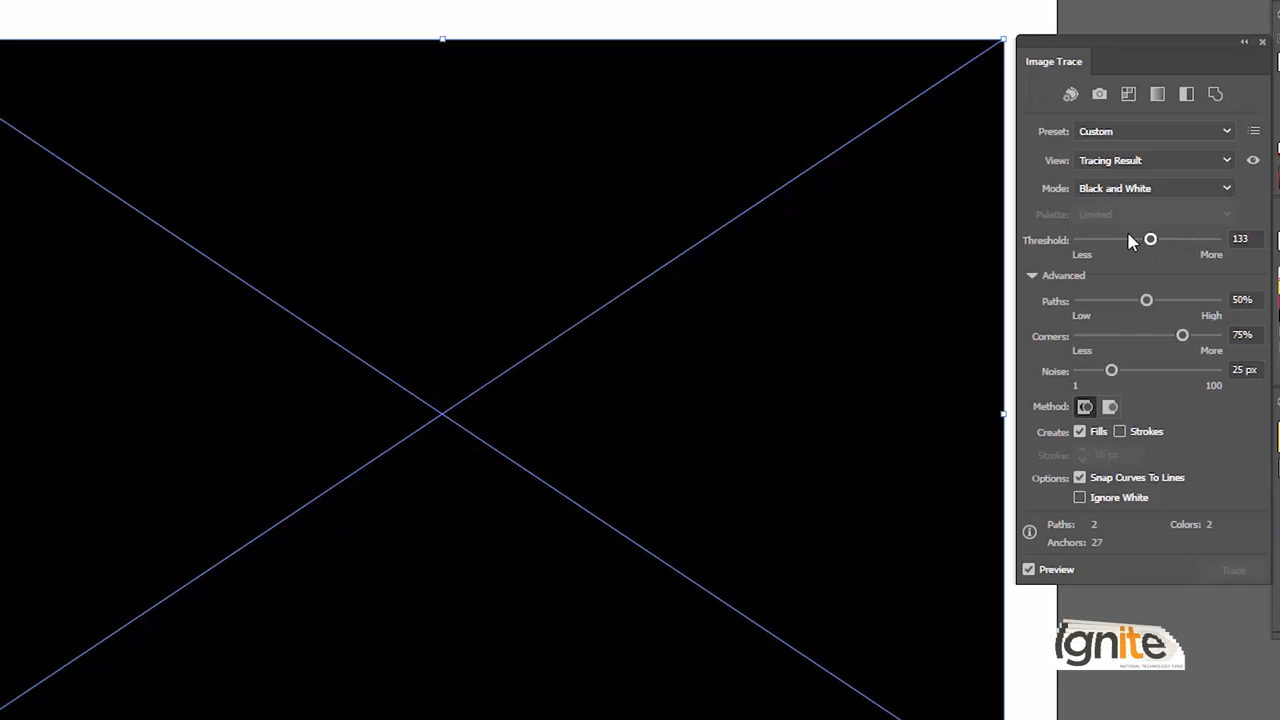 Image Trace
Preset: Custom
View: Tracing Result
Mode: Black and White
Palette: Limited
Threshold: 133
Less More
Advanced
Paths: 50%
Low High
Corners: 75%
Less More
Noise: 25 px
1 100
Method:
Create: Fills Strokes
Stroke: 10 px
Options: Snap Curves To Lines
Ignore White
Paths: 2 Colors: 2
Anchors: 27
Preview Trace
Ignite
NATIONAL TECHNOLOGY FUND